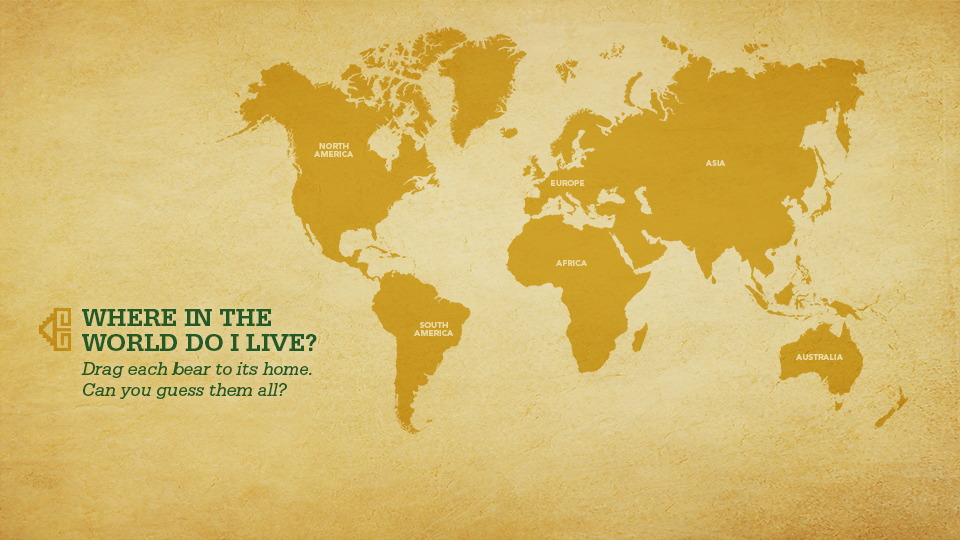 NORTH
AMERICA
ASIA
EUROPE
AFRICA
SOUTH
AMERICA
AUSTRALIA
WHERE IN THE
WORLD DO I LIVE?
Drag each bear to its home.
Can you guess them all?